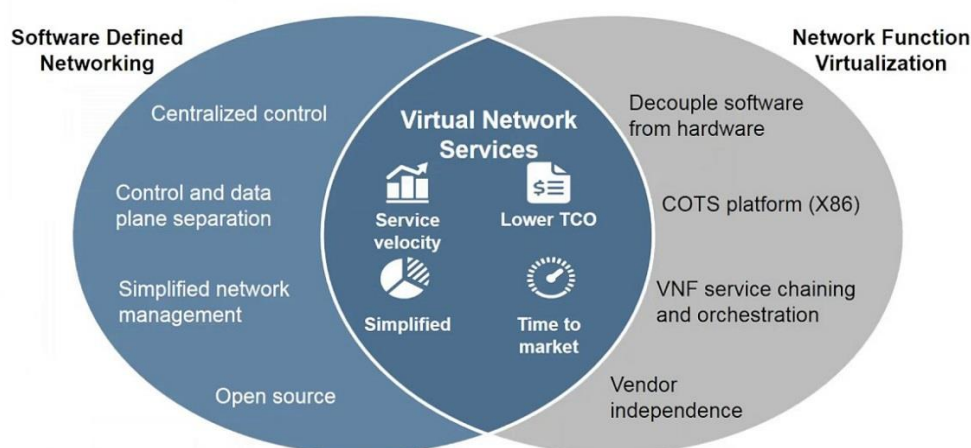 Software Defined
Networking
Centralized control
Control and data
plane separation
Simplified network
management
Open source
Virtual Network
Services
Service
velocity
Lower TCO
Simplified
Time to
market
Network Function
Virtualization
Decouple software
from hardware
COTS platform (X86)
VNF service chaining
and orchestration
Vendor
independence